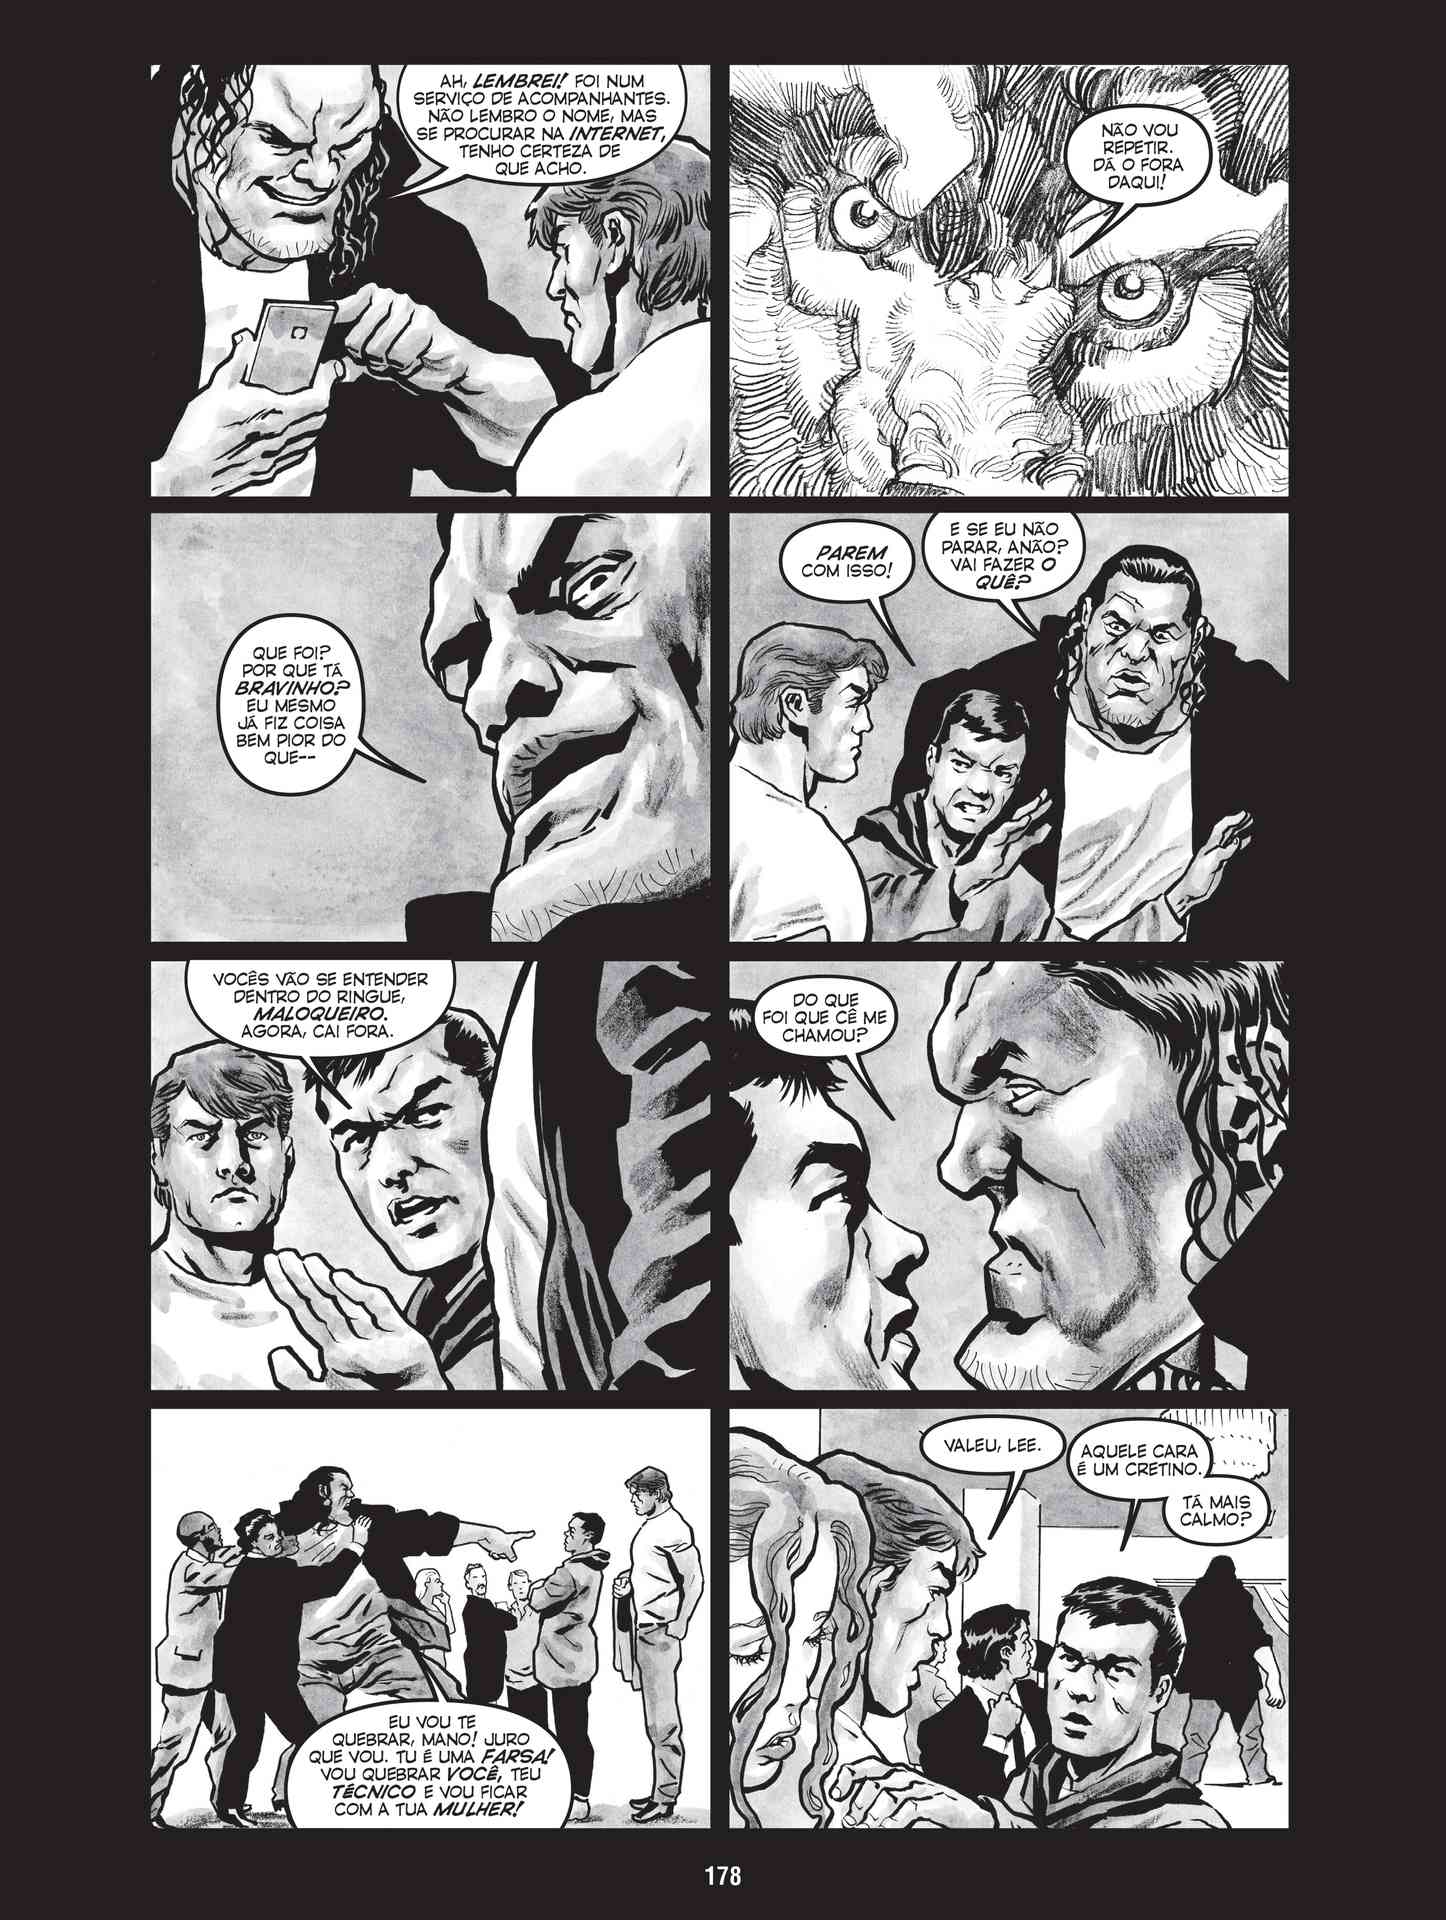 AH, LEMBREI! FOI NUM
SERVIÇO DE ACOMPANHANTES.
NÃO LEMBRO O NOME, MAS
SE PROCURAR NA INTERNET,
TENHO CERTEZA DE
QUE ACHO.
NÃO VOU
REPETIR.
DÁ O FORA
DAQUI!
QUE FOI?
POR QUE TÁ
BRAVINHO?
EU MESMO
JÁ FIZ COISA
BEM PIOR DO
QUE--
PAREM
COM ISSO!
E SE EU NÃO
PARAR, ANÃO?
VAI FAZER O
QUÊ?
VOCÊS VÃO SE ENTENDER
DENTRO DO RINGUE,
MALOQUEIRO.
AGORA, CAI FORA.
DO QUE
FOI QUE CÊ ME
CHAMOU?
EU VOU TE
QUEBRAR, MANO! JURO
QUE VOU. TU É UMA FARSA!
VOU QUEBRAR VOCÊ, TEU
TÉCNICO E VOU FICAR
COM A TUA MULHER!
VALEU, LEE.
AQUELE CARA
É UM CRETINO.
TÁ MAIS
CALMO?
178